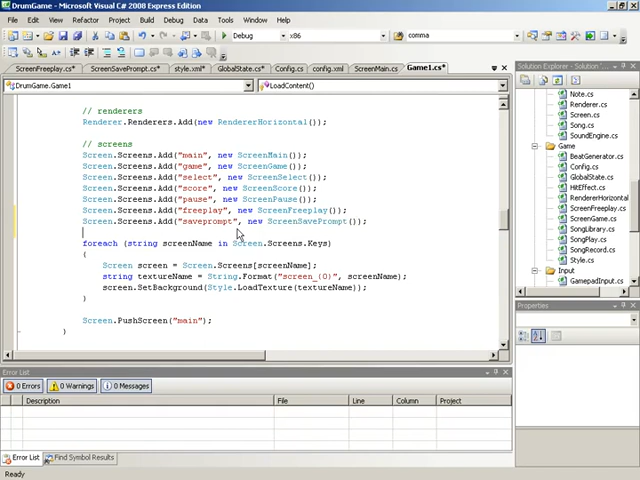 DrumGame - Microsoft Visual C# 2008 Express Edition
File Edit View Refactor Project Build Debug Data Tools Window Help
Debug x86 comma
ScreenFreeplay.cs* ScreenSavePrompt.cs* style.xml* GlobalState.cs* Config.cs config.xml ScreenMain.cs* Game1.cs*
DrumGame.Game1 LoadContent()
// renderers
Renderer.Renderers.Add(new RendererHorizontal());
// screens
Screen.Screens.Add("main", new ScreenMain());
Screen.Screens.Add("game", new ScreenGame());
Screen.Screens.Add("select", new ScreenSelect());
Screen.Screens.Add("score", new ScreenScore());
Screen.Screens.Add("pause", new ScreenPause());
Screen.Screens.Add("freeplay", new ScreenFreeplay());
Screen.Screens.Add("saveprompt", new ScreenSavePrompt());
foreach (string screenName in Screen.Screens.Keys)
{
Screen screen = Screen.Screens[screenName];
string textureName = String.Format("screen_{0}", screenName);
screen.SetBackground(Style.LoadTexture(textureName));
}
Screen.PushScreen("main");
}
Solution Explorer - Solution '
Note.cs
Renderer.cs
Screen.cs
Song.cs
SoundEngine.cs
Game
BeatGenerator.cs
Config.cs
GlobalState.cs
HitEffect.cs
RendererHorizontal
ScreenFreeplay.cs
ScreenGame.cs
SongLibrary.cs
SongPlay.cs
SongRecord.cs
Style.cs
Input
GamepadInput.cs
Properties
Error List
0 Errors 0 Warnings 0 Messages
Description File Line Column Project
Error List Find Symbol Results
Ready